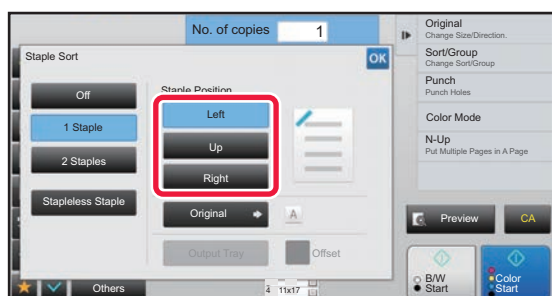 No. of copies 1
Staple Sort
OK
Off
1 Staple
2 Staples
Stapleless Staple
Staple Position
Left
Up
Right
Original
A
Output Tray
Offset
Others
4 11x17
Original
Change Size/Direction.
Sort/Group
Change Sort/Group
Punch
Punch Holes
Color Mode
N-Up
Put Multiple Pages in A Page
Preview
CA
B/W
Start
Color
Start